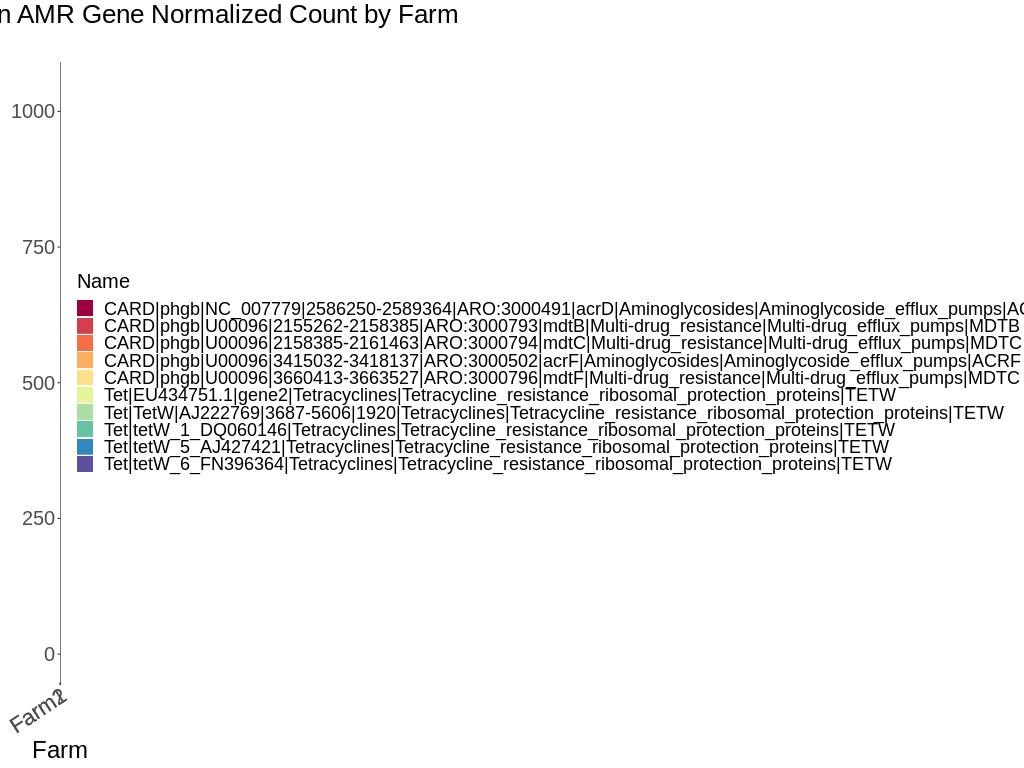 n AMR Gene Normalized Count by Farm
1000
750
Name
CARD|phgb|NC_007779|2586250-2589364|ARO:3000491|acrD|Aminoglycosides|Aminoglycoside_efflux_pumps|AC
CARD|phgb|U00096|2155262-2158385|ARO:3000793|mdtB|Multi-drug_resistance|Multi-drug_efflux_pumps|MDTB
CARD|phgb|U00096|2158385-2161463|ARO:3000794|mdtC|Multi-drug_resistance|Multi-drug_efflux_pumps|MDTC
CARD|phgb|U00096|3415032-3418137|ARO:3000502|acrF|Aminoglycosides|Aminoglycoside_efflux_pumps|ACRF
CARD|phgb|U00096|3660413-3663527|ARO:3000796|mdtF|Multi-drug_resistance|Multi-drug_efflux_pumps|MDTC
500
Tet|EU434751.1|gene2|Tetracyclines|Tetracycline_resistance_ribosomal_protection_proteins|TETW
Tet|TetW|AJ222769|3687-5606|1920|Tetracyclines|Tetracycline_resistance_ribosomal_protection_proteins|TETW
Tet|tetW_1_DQ060146|Tetracyclines|Tetracycline_resistance_ribosomal_protection_proteins|TETW
Tet|tetW_5_AJ427421|Tetracyclines|Tetracycline_resistance_ribosomal_protection_proteins|TETW
Tet|tetW_6_FN396364|Tetracyclines|Tetracycline_resistance_ribosomal_protection_proteins|TETW
250
0
Farm